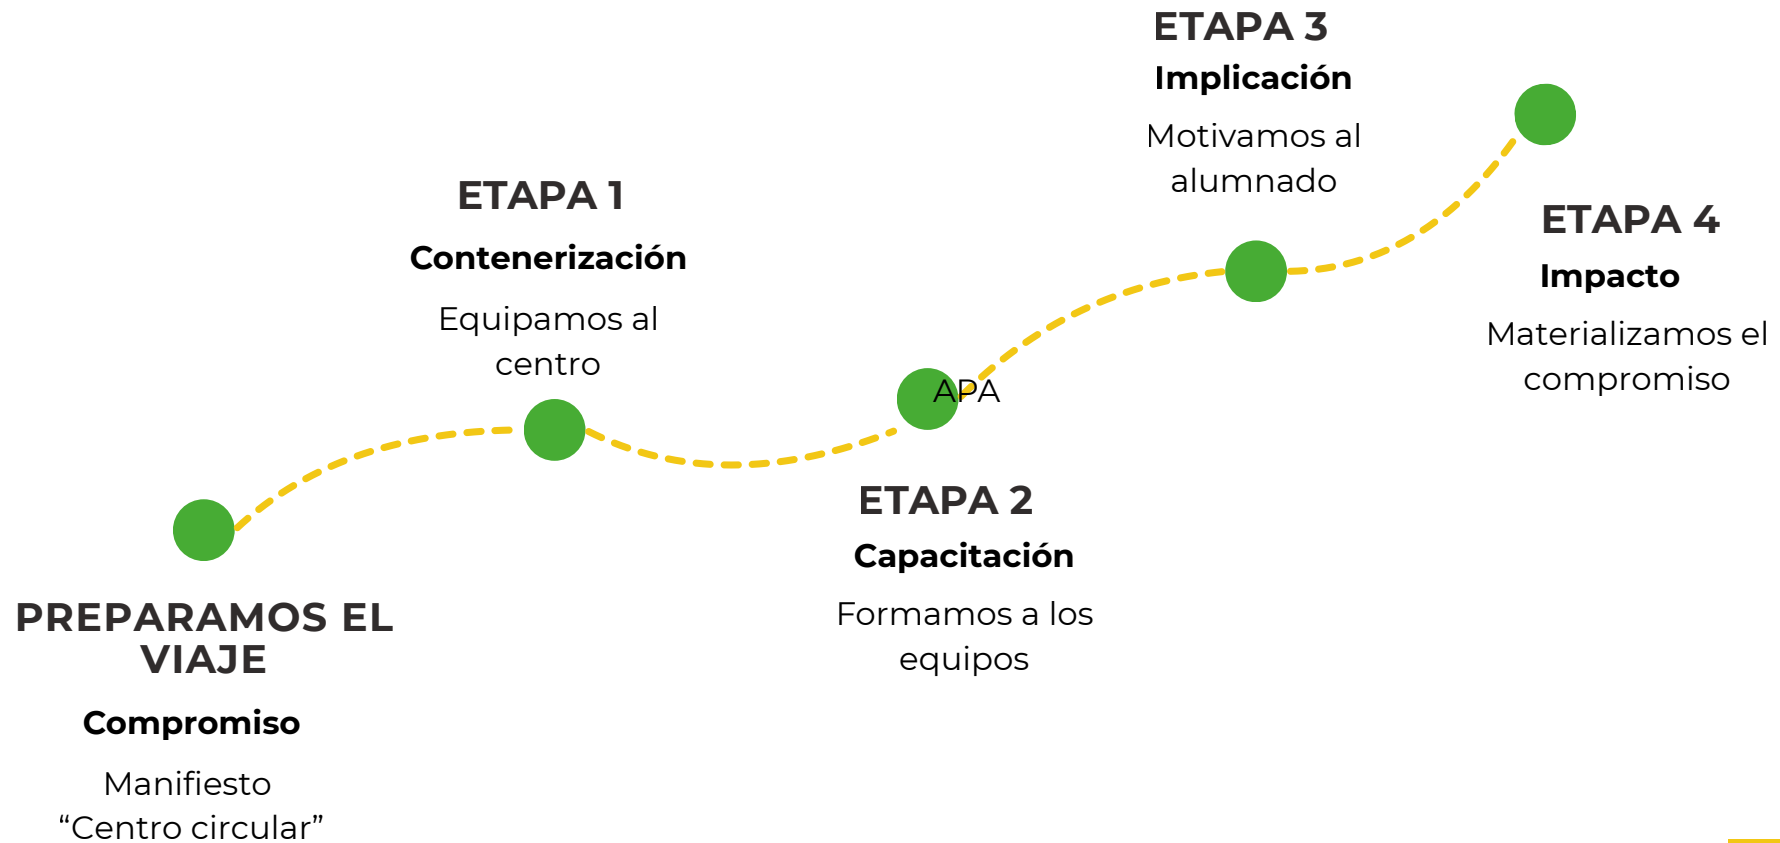 PREPARAMOS EL
VIAJE
Compromiso
Manifiesto
“Centro circular”
ETAPA 1
Contenerización
Equipamos al
centro
APA
ETAPA 2
Capacitación
Formamos a los
equipos
ETAPA 3
Implicación
Motivamos al
alumnado
ETAPA 4
Impacto
Materializamos el
compromiso